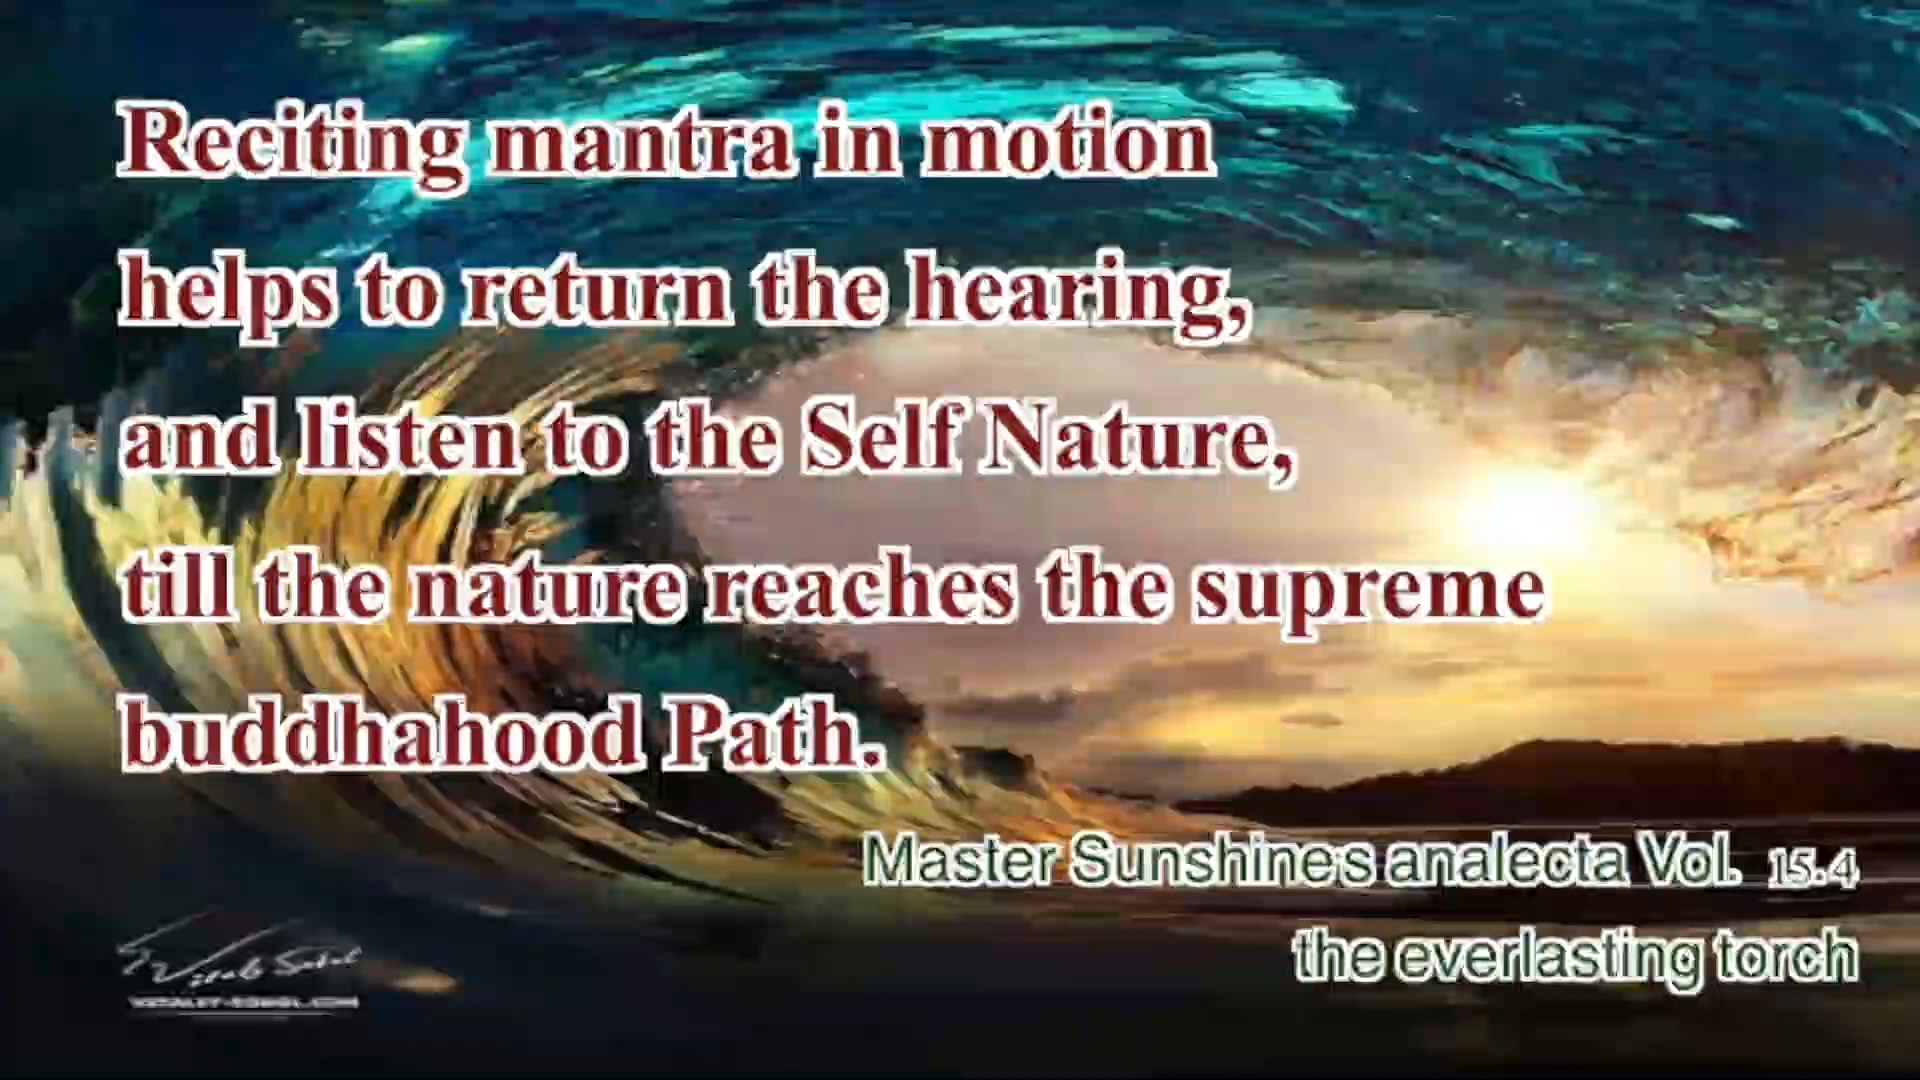 Reciting mantra in motion
helps to return the hearing,
and listen to the Self Nature,
till the nature reaches the supreme
buddhahood Path.
Master Sunshine's analecta Vol. 15.4
the everlasting torch